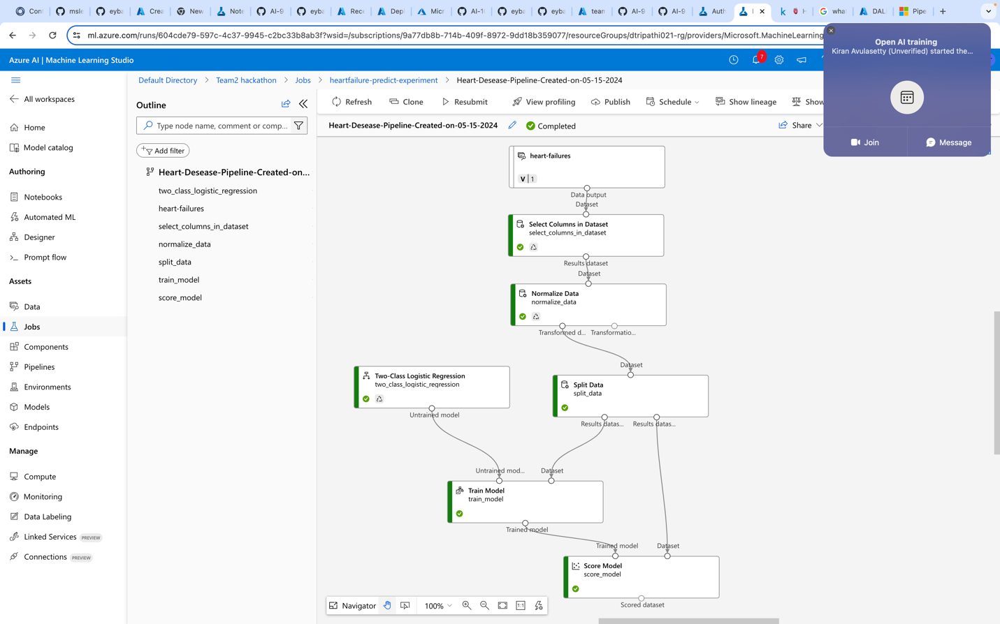 Cont
msle
eyba
Crea
New
Note
AI-9
eyba
Reco
Depl
Micr
AI-10
eyba
eyba
team
AI-9
AI-9
Auth
H
what
DAL
Pipe
ml.azure.com/runs/604cde79-597c-4c37-9945-c2bc33b8ab3f?wsid=/subscriptions/9a77db8b-714b-409f-8972-9dd18b359077/resourceGroups/dtripathi021-rg/providers/Microsoft.MachineLearning
Open AI training
Kiran Avulasetty (Unverified) started the...
Join
Message
Azure AI | Machine Learning Studio
7
Default Directory > Team2 hackathon > Jobs > heartfailure-predict-experiment > Heart-Desease-Pipeline-Created-on-05-15-2024
All workspaces
Home
Model catalog
Authoring
Notebooks
Automated ML
Designer
Prompt flow
Assets
Data
Jobs
Components
Pipelines
Environments
Models
Endpoints
Manage
Compute
Monitoring
Data Labeling
Linked Services PREVIEW
Connections PREVIEW
Outline
Type node name, comment or comp...
Add filter
Heart-Desease-Pipeline-Created-on...
two_class_logistic_regression
heart-failures
select_columns_in_dataset
normalize_data
split_data
train_model
score_model
Refresh
Clone
Resubmit
View profiling
Publish
Schedule
Show lineage
Show
Heart-Desease-Pipeline-Created-on-05-15-2024
Completed
Share
heart-failures
V | 1
Data output
Dataset
Select Columns in Dataset
select_columns_in_dataset
Results dataset
Dataset
Normalize Data
normalize_data
Transformed d...
Transformatio...
Dataset
Two-Class Logistic Regression
two_class_logistic_regression
Untrained model
Split Data
split_data
Results datas...
Results datas...
Untrained mod...
Dataset
Train Model
train_model
Trained model
Trained model
Dataset
Score Model
score_model
Scored dataset
Navigator
100%
1:1